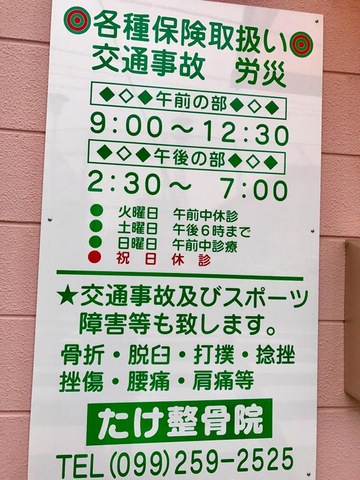 各種保険取扱い
交通事故 労災
◆◇◆午前の部◆◇◆
9:00〜12:30
◆◇◆午後の部◆◇◆
2:30〜 7:00
● 火曜日 午前中休診
● 土曜日 午後6時まで
● 日曜日 午前中診療
● 祝日休診
★交通事故及びスポーツ
障害等も致します。
骨折・脱臼・打撲・捻挫
挫傷・腰痛・肩痛等
たけ整骨院
TEL(099)259-2525